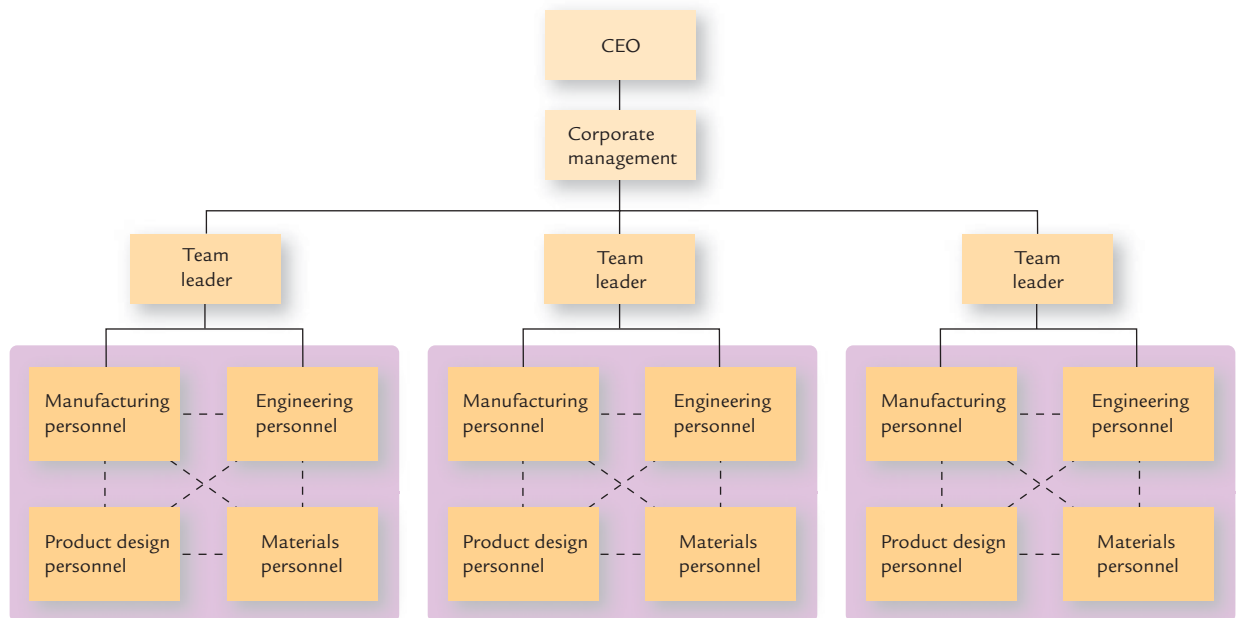 CEO
Corporate
management
Team
leader
Team
leader
Team
leader
Manufacturing
personnel
Engineering
personnel
Product design
personnel
Materials
personnel
Manufacturing
personnel
Engineering
personnel
Product design
personnel
Materials
personnel
Manufacturing
personnel
Engineering
personnel
Product design
personnel
Materials
personnel